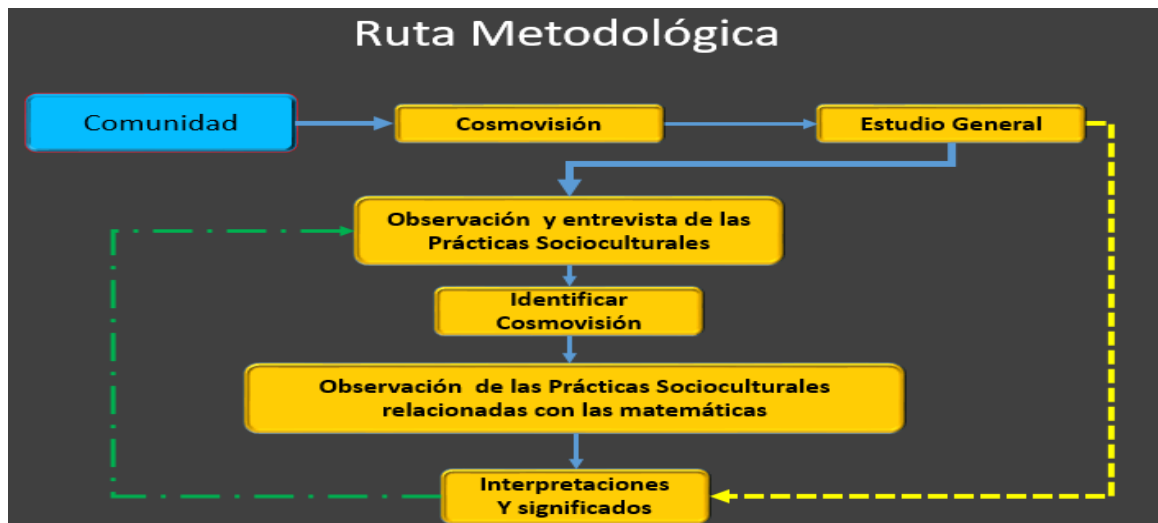 Ruta Metodológica
Comunidad
Cosmovisión
Estudio General
Observación y entrevista de las
Prácticas Socioculturales
Identificar
Cosmovisión
Observación de las Prácticas Socioculturales
relacionadas con las matemáticas
Interpretaciones
Y significados